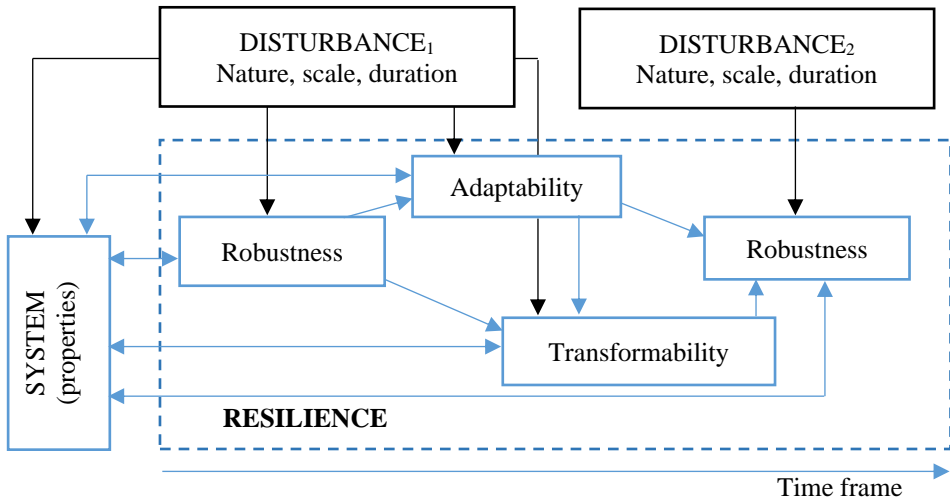 DISTURBANCE₁
Nature, scale, duration
DISTURBANCE₂
Nature, scale, duration
Adaptability
Robustness
Robustness
SYSTEM
(properties)
Transformability
RESILIENCE
Time frame